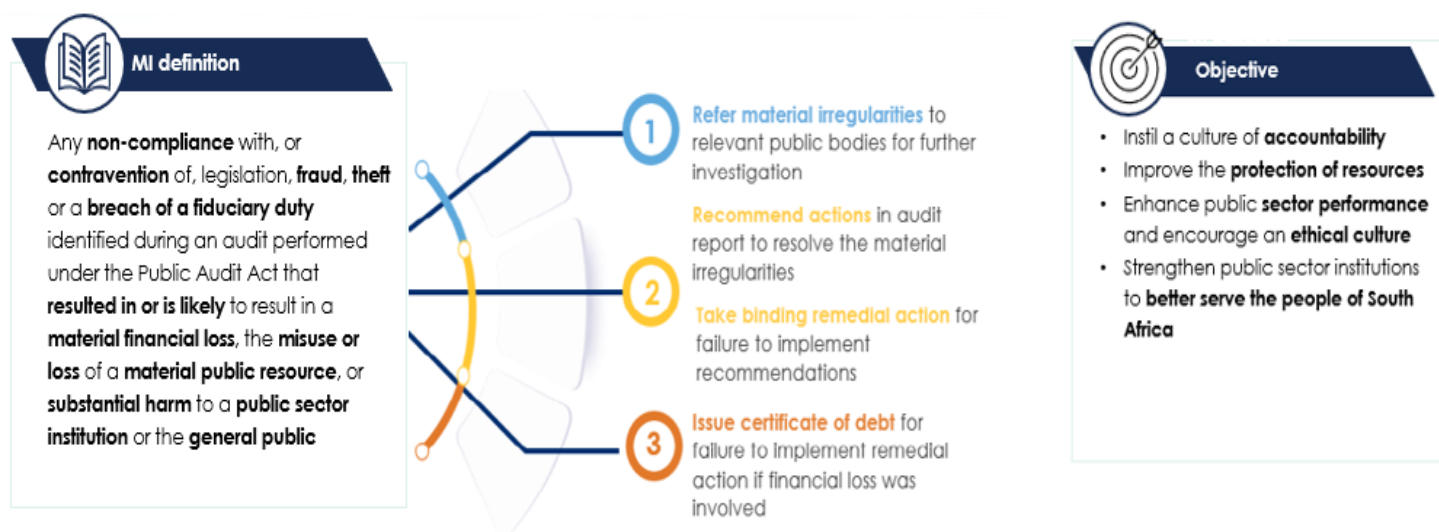 MI definition
Any non-compliance with, or
contravention of, legislation, fraud, theft
or a breach of a fiduciary duty
identified during an audit performed
under the Public Audit Act that
resulted in or is likely to result in a
material financial loss, the misuse or
loss of a material public resource, or
substantial harm to a public sector
institution or the general public
1
Refer material irregularities to
relevant public bodies for further
investigation
2
Recommend actions in audit
report to resolve the material
irregularities
Take binding remedial action for
failure to implement
recommendations
3
Issue certificate of debt for
failure to implement remedial
action if financial loss was
involved
Objective
• Instil a culture of accountability
• Improve the protection of resources
• Enhance public sector performance
and encourage an ethical culture
• Strengthen public sector institutions
to better serve the people of South
Africa